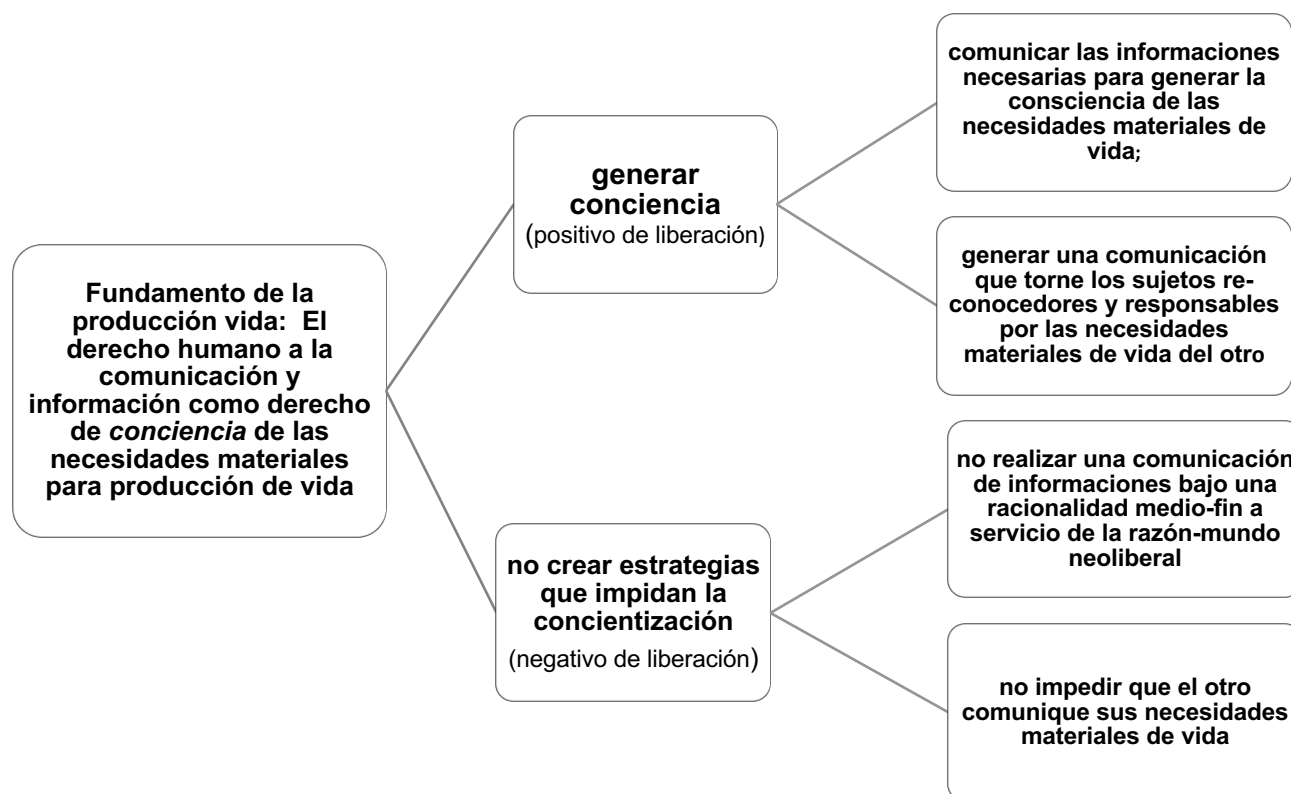 Fundamento de la
producción vida: El
derecho humano a la
comunicación y
información como derecho
de conciencia de las
necesidades materiales
para producción de vida
generar
conciencia
(positivo de liberación)
comunicar las informaciones
necesarias para generar la
consciencia de las
necesidades materiales de
vida;
generar una comunicación
que torne los sujetos re-
conocedores y responsables
por las necesidades
materiales de vida del otro
no crear estrategias
que impidan la
concientización
(negativo de liberación)
no realizar una comunicación
de informaciones bajo una
racionalidad medio-fin a
servicio de la razón-mundo
neoliberal
no impedir que el otro
comunique sus necesidades
materiales de vida